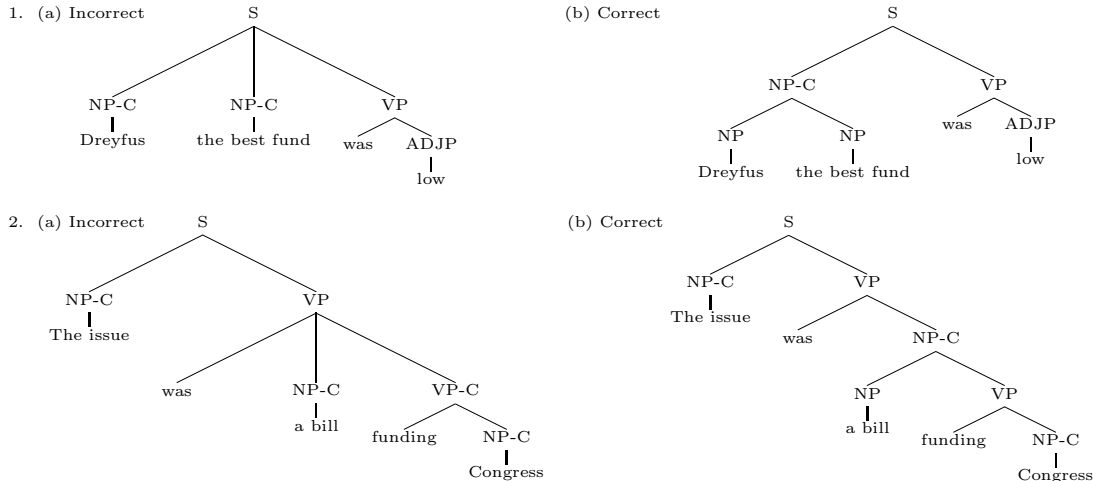 1. (a) Incorrect S (b) Correct S
NP-C NP-C VP NP-C VP
Dreyfus the best fund was ADJP NP NP was ADJP
low Dreyfus the best fund low
2. (a) Incorrect S (b) Correct S
NP-C VP NP-C VP
The issue was NP-C VP-C The issue was NP-C
a bill funding NP-C NP VP
Congress a bill funding NP-C
Congress